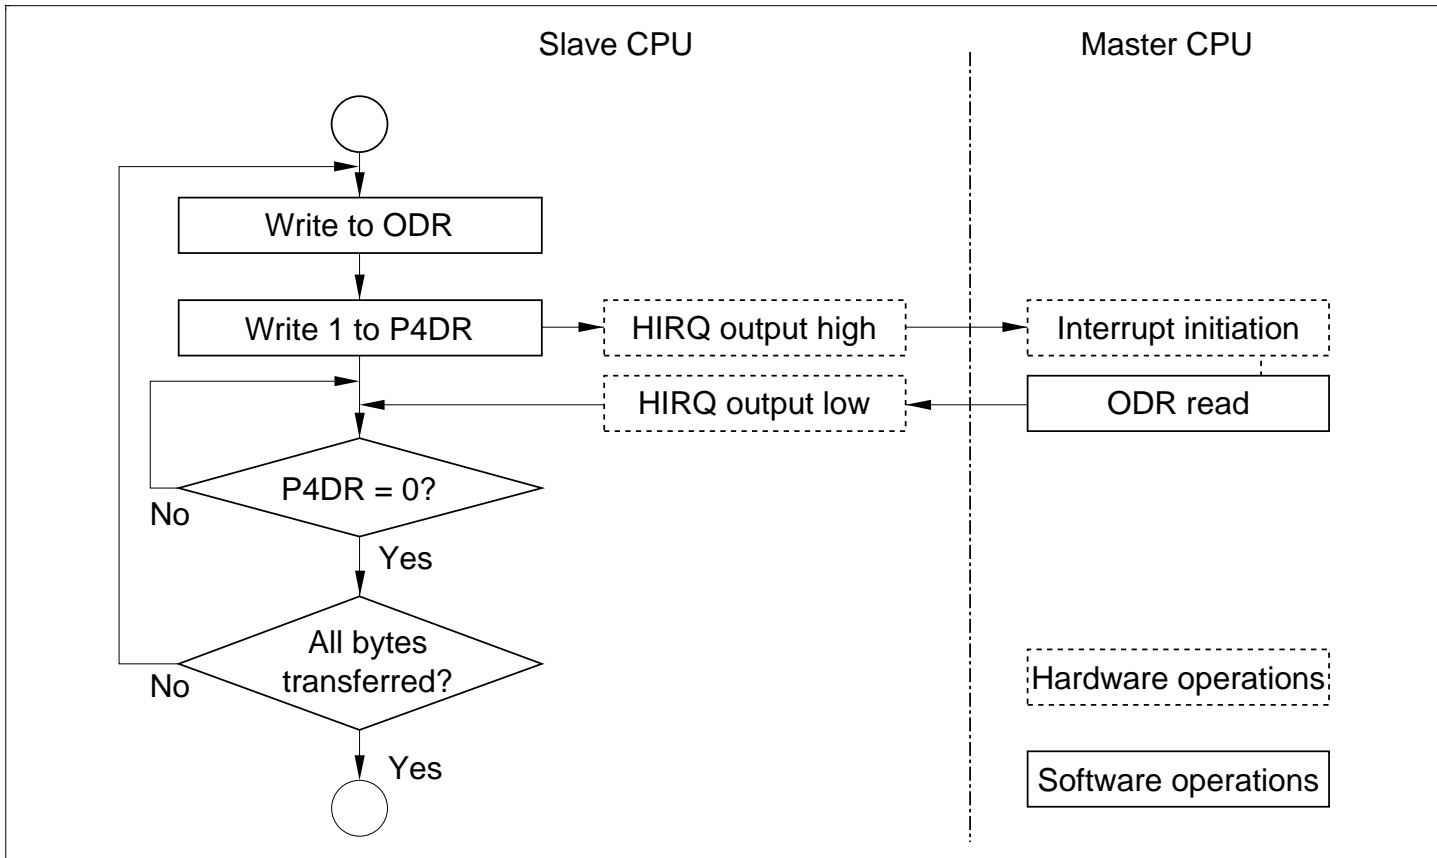 Slave CPU
Master CPU
Write to ODR
Write 1 to P4DR
HIRQ output high
Interrupt initiation
HIRQ output low
ODR read
P4DR = 0?
No
Yes
All bytes
transferred?
No
Yes
Hardware operations
Software operations